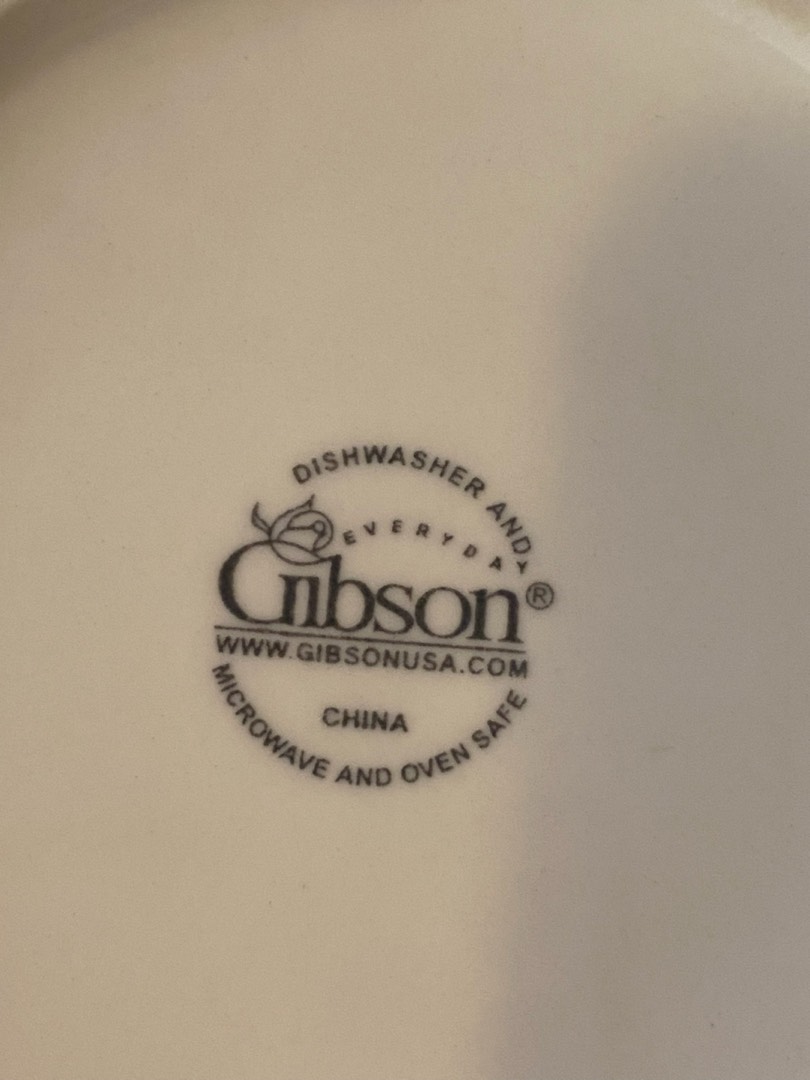 DISHWASHER AND
EVERYDAY
Gibson®
WWW.GIBSONUSA.COM
CHINA
MICROWAVE AND OVEN SAFE